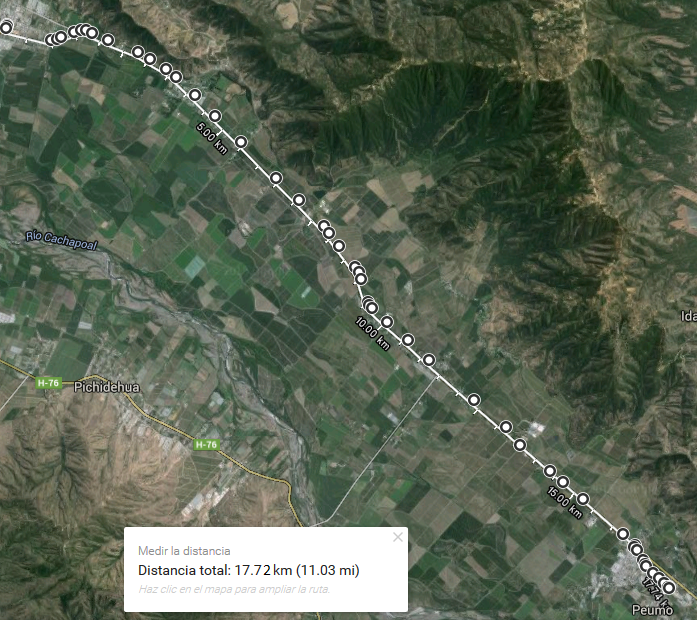 5.00 km
Río Cachapoal
Ida
10.00 km
H-76
Pichidehua
H-76
15.00 km
Medir la distancia
Distancia total: 17.72 km (11.03 mi)
Haz clic en el mapa para ampliar la ruta.
Peumo